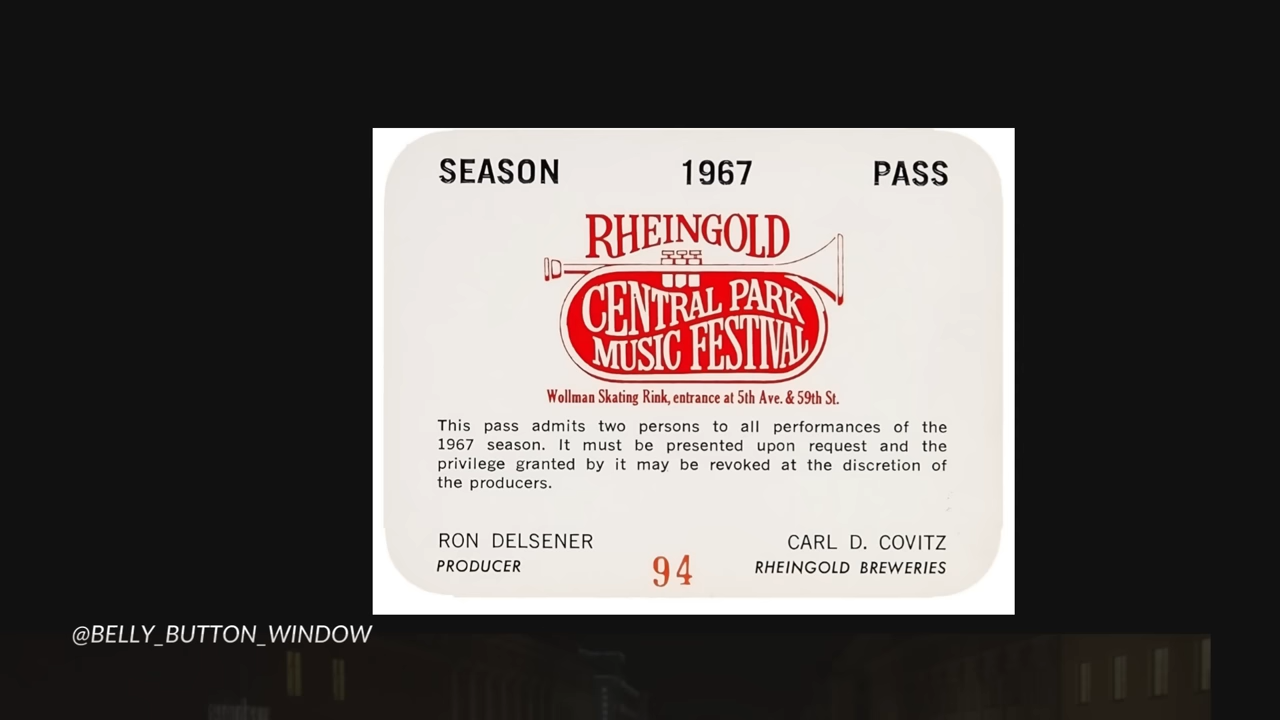 SEASON 1967 PASS
RHEINGOLD
CENTRAL PARK
MUSIC FESTIVAL
Wollman Skating Rink, entrance at 5th Ave. & 59th St.
This pass admits two persons to all performances of the
1967 season. It must be presented upon request and the
privilege granted by it may be revoked at the discretion of
the producers.
RON DELSENER CARL D. COVITZ
PRODUCER 94 RHEINGOLD BREWERIES
@BELLY_BUTTON_WINDOW